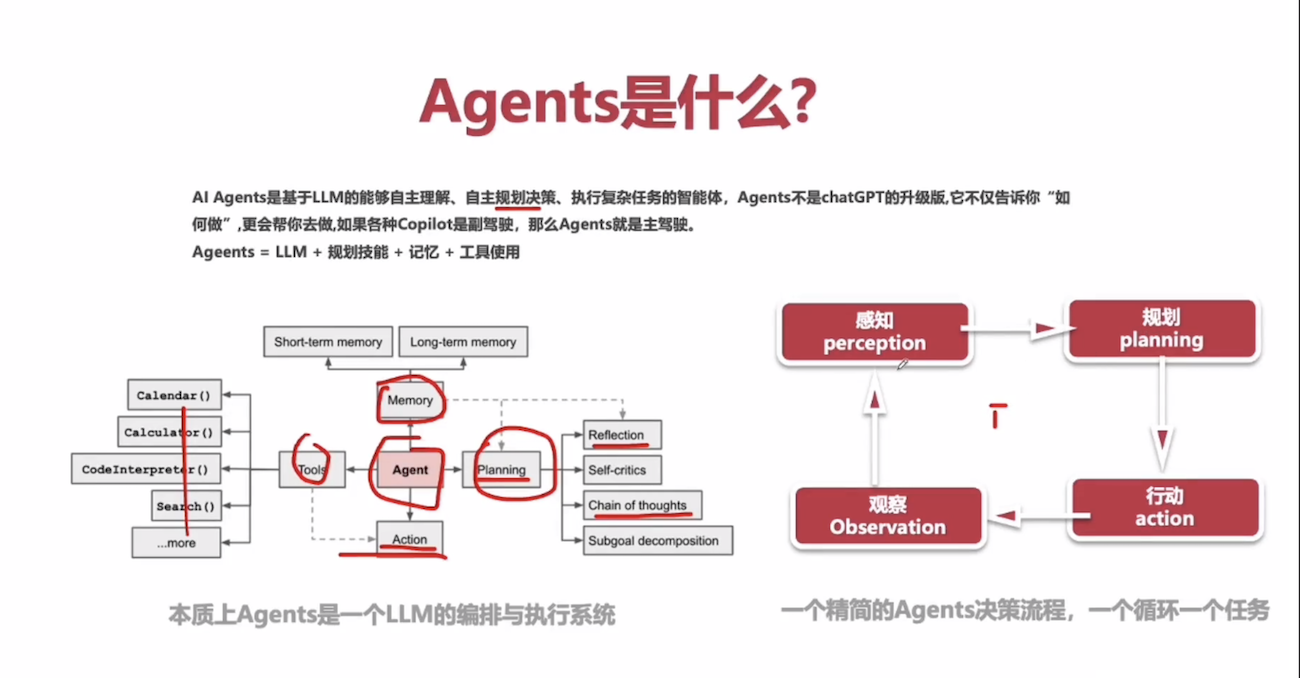 Agents是什么?
AI Agents是基于LLM的能够自主理解、自主规划决策、执行复杂任务的智能体，Agents不是chatGPT的升级版,它不仅告诉你“如
何做”,更会帮你去做,如果各种Copilot是副驾驶，那么Agents就是主驾驶。
Ageents = LLM + 规划技能 + 记忆 + 工具使用
Short-term memory
Long-term memory
Memory
Calendar()
Calculator()
CodeInterpreter()
Search()
...more
Tools
Agent
Planning
Action
Reflection
Self-critics
Chain of thoughts
Subgoal decomposition
本质上Agents是一个LLM的编排与执行系统
感知
perception
规划
planning
行动
action
观察
Observation
一个精简的Agents决策流程，一个循环一个任务